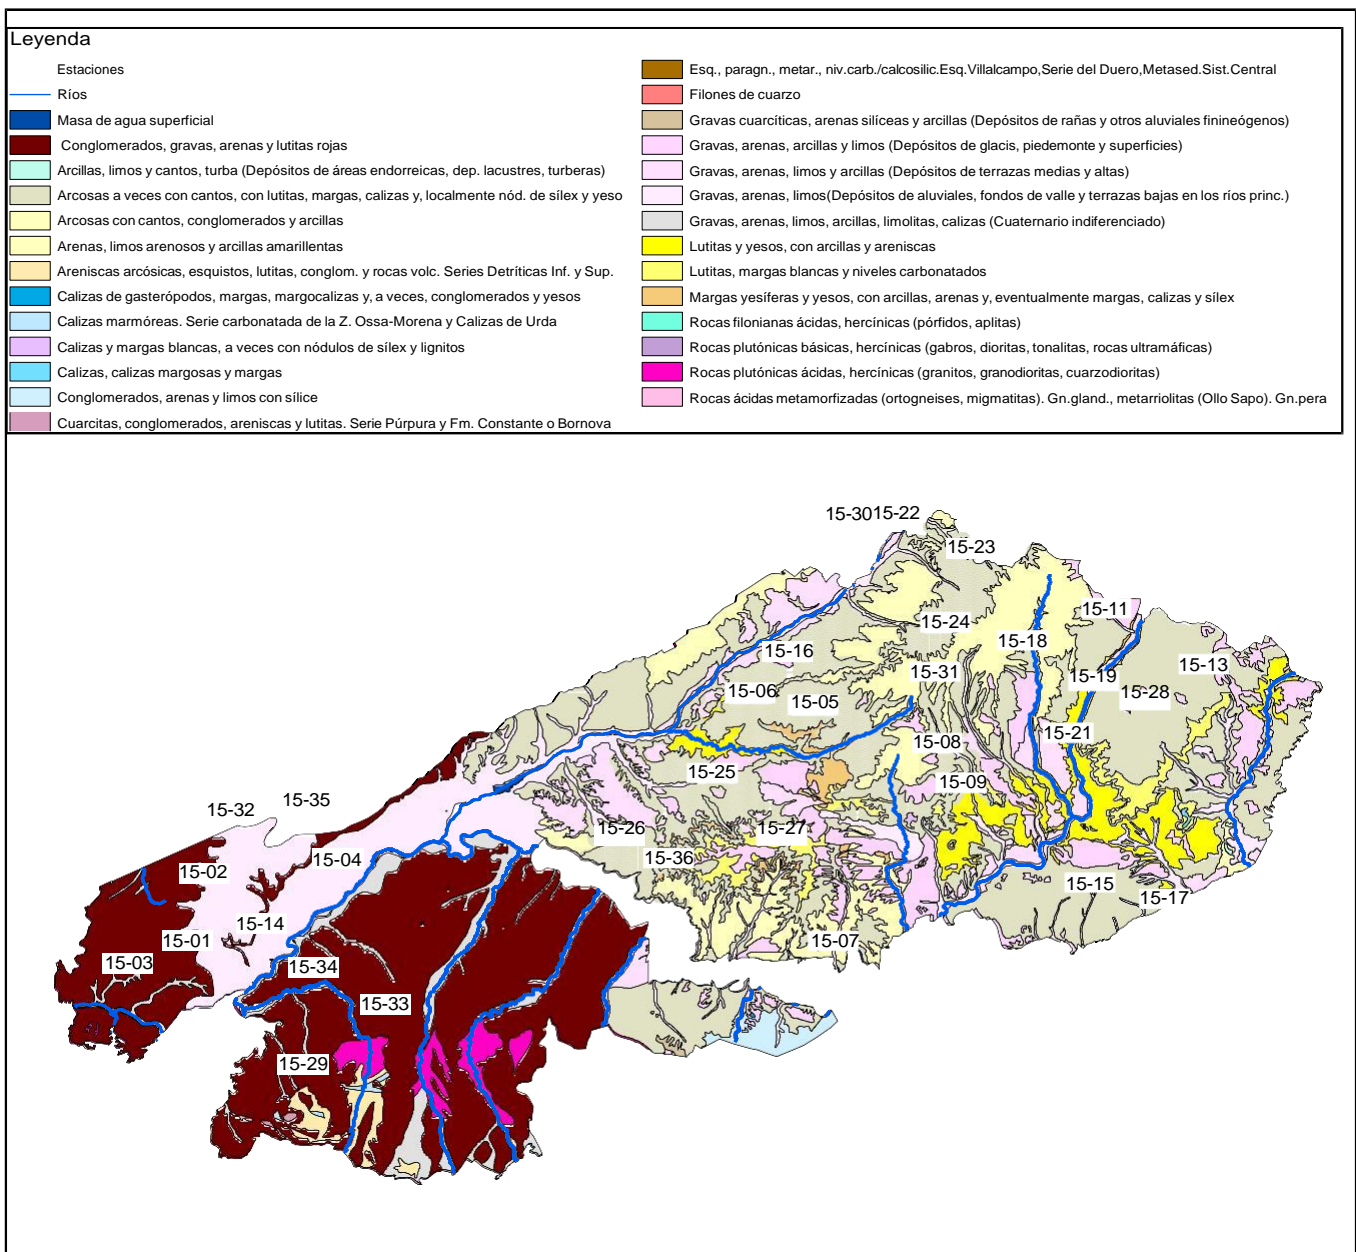 Leyenda
Estaciones
Ríos
Masa de agua superficial
Conglomerados, gravas, arenas y lutitas rojas
Arcillas, limos y cantos, turba (Depósitos de áreas endorreicas, dep. lacustres, turberas)
Arcosas a veces con cantos, con lutitas, margas, calizas y, localmente nód. de sílex y yeso
Arcosas con cantos, conglomerados y arcillas
Arenas, limos arenosos y arcillas amarillentas
Areniscas arcósicas, esquistos, lutitas, conglom. y rocas volc. Series Detríticas Inf. y Sup.
Calizas de gasterópodos, margas, margocalizas y, a veces, conglomerados y yesos
Calizas marmóreas. Serie carbonatada de la Z. Ossa-Morena y Calizas de Urda
Calizas y margas blancas, a veces con nódulos de sílex y lignitos
Calizas, calizas margosas y margas
Conglomerados, arenas y limos con sílice
Cuarcitas, conglomerados, areniscas y lutitas. Serie Púrpura y Fm. Constante o Bornova
Esq., paragn., metar., niv.carb./calcosilic.Esq.Villalcampo,Serie del Duero,Metased.Sist.Central
Filones de cuarzo
Gravas cuarcíticas, arenas silíceas y arcillas (Depósitos de rañas y otros aluviales finineógenos)
Gravas, arenas, arcillas y limos (Depósitos de glacis, piedemonte y superficies)
Gravas, arenas, limos y arcillas (Depósitos de terrazas medias y altas)
Gravas, arenas, limos(Depósitos de aluviales, fondos de valle y terrazas bajas en los ríos princ.)
Gravas, arenas, limos, arcillas, limolitas, calizas (Cuaternario indiferenciado)
Lutitas y yesos, con arcillas y areniscas
Lutitas, margas blancas y niveles carbonatados
Margas yesíferas y yesos, con arcillas, arenas y, eventualmente margas, calizas y sílex
Rocas filonianas ácidas, hercínicas (pórfidos, aplitas)
Rocas plutónicas básicas, hercínicas (gabros, dioritas, tonalitas, rocas ultramáficas)
Rocas plutónicas ácidas, hercínicas (granitos, granodioritas, cuarzodioritas)
Rocas ácidas metamorfizadas (ortogneises, migmatitas). Gn.gland., metarriolitas (Ollo Sapo). Gn.pera
15-30 15-22
15-23
15-11
15-24
15-18
15-16
15-13
15-31
15-19
15-06
15-28
15-05
15-21
15-08
15-25
15-09
15-35
15-32
15-26
15-27
15-36
15-04
15-02
15-15
15-17
15-14
15-01
15-07
15-03
15-34
15-33
15-29